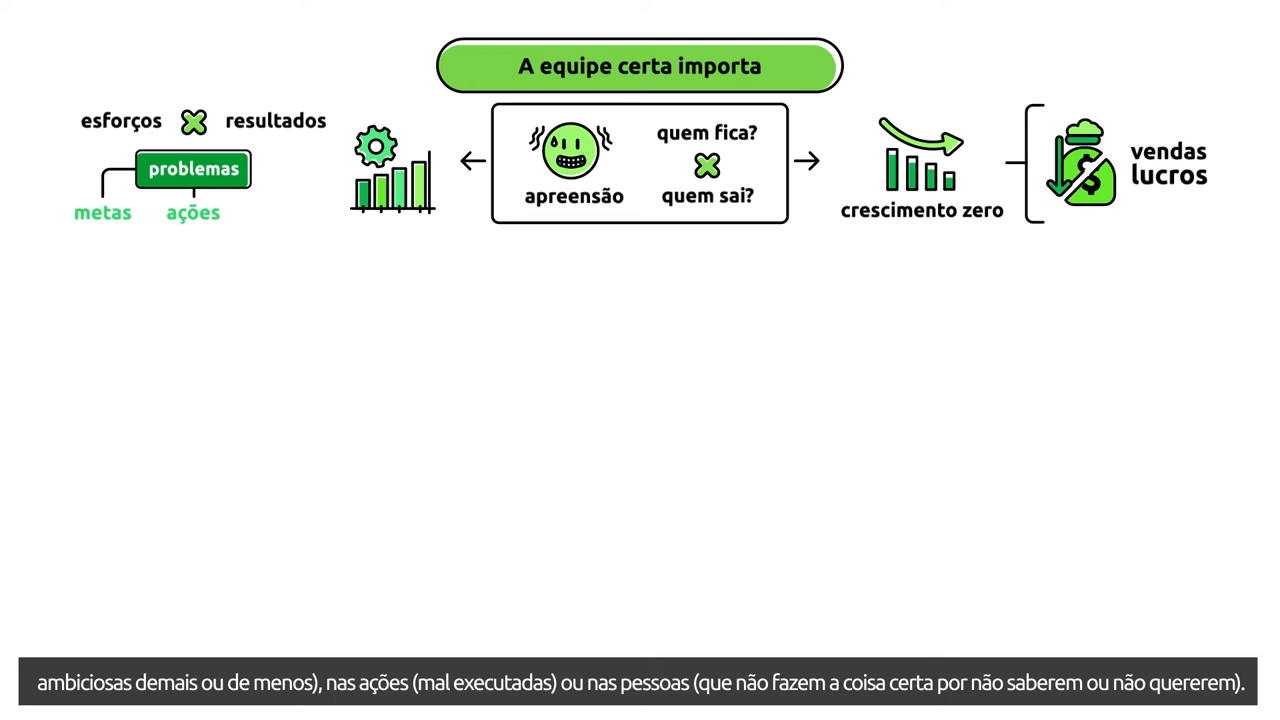 A equipe certa importa
esforços resultados
problemas
metas ações
apreensão
quem fica?
quem sai?
crescimento zero
$
$
vendas
lucros
ambiciosas demais ou de menos), nas ações (mal executadas) ou nas pessoas (que não fazem a coisa certa por não saberem ou não quererem).